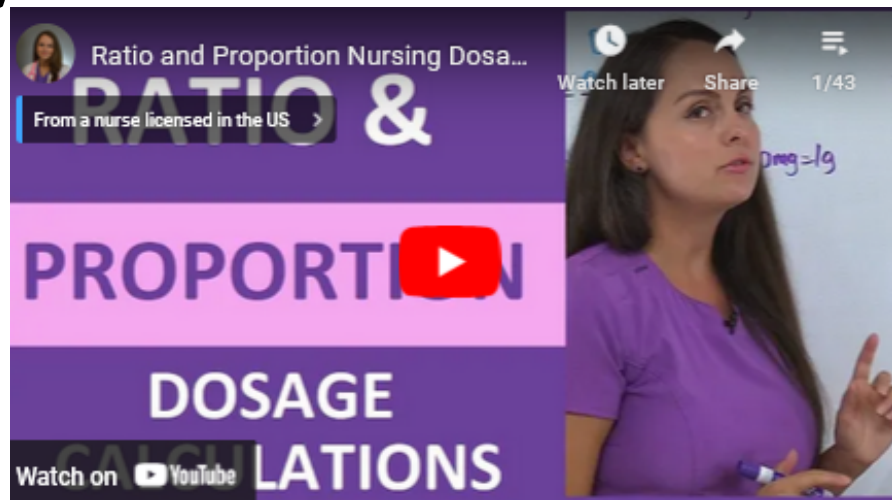 Ratio and Proportion Nursing Dosa...
Watch later
Share
1/43
RATIO &
From a nurse licensed in the US >
0mg=1g
PROPORTION
DOSAGE
CALCULATIONS
Watch on YouTube